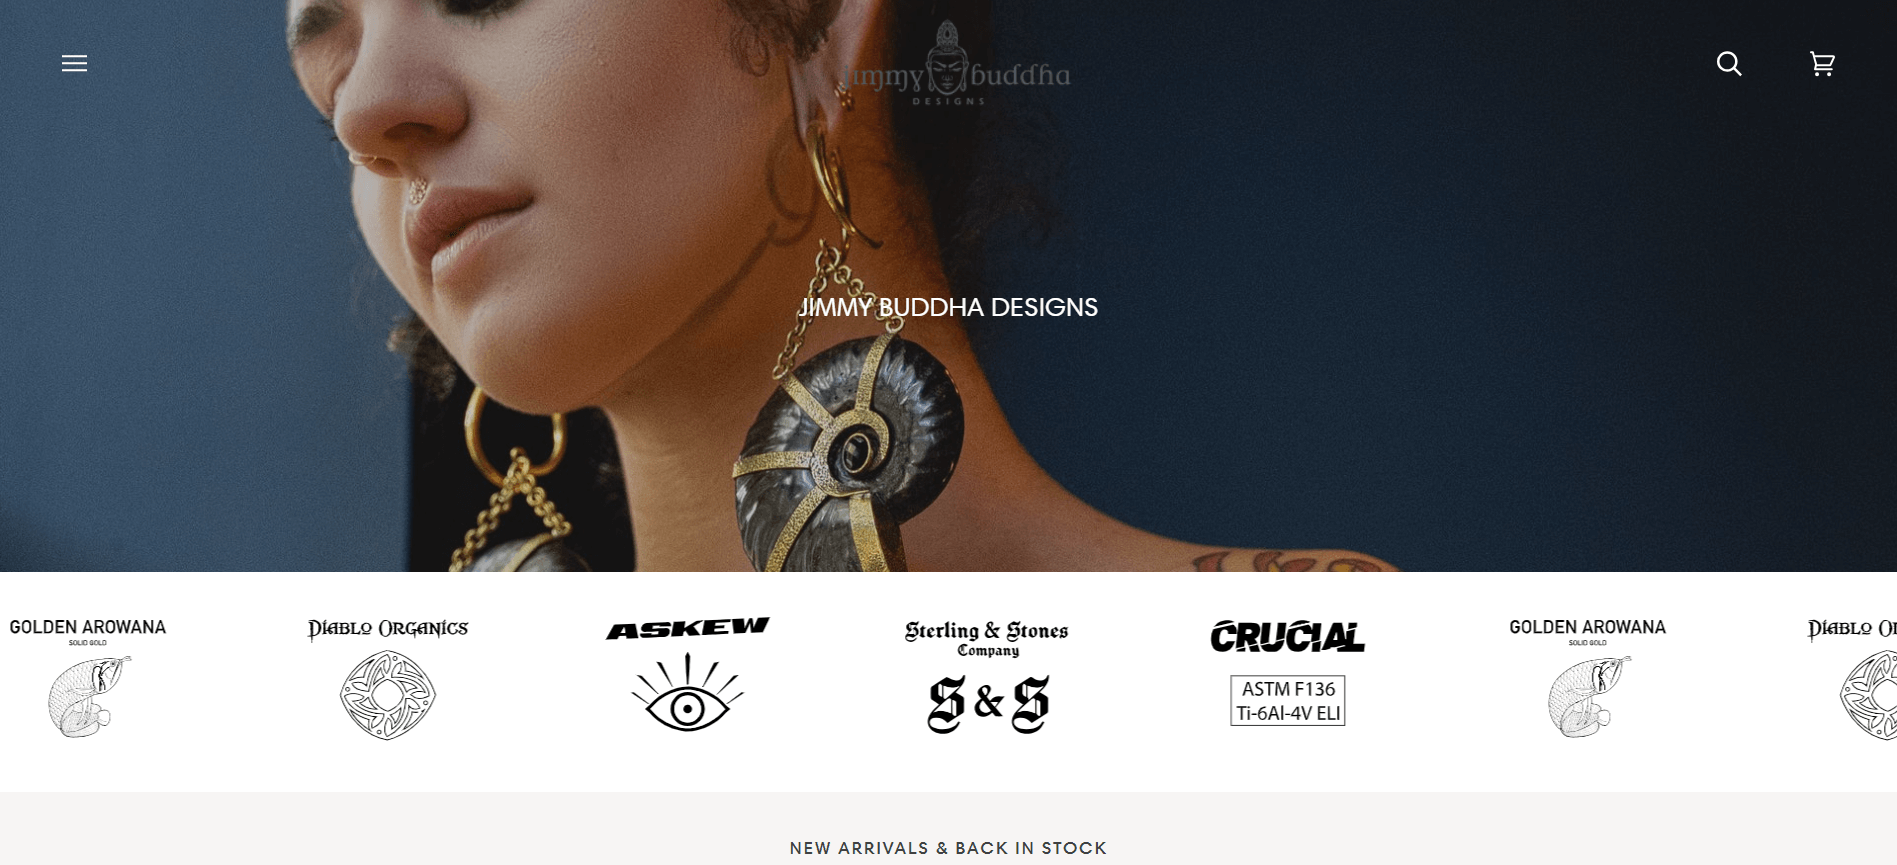 jimmy buddha
DESIGNS
JIMMY BUDDHA DESIGNS
GOLDEN AROWANA
SOLID GOLD
Diablo Organics
ASKEW
Sterling & Stones
Company
S & S
CRUCIAL
ASTM F136
Ti-6Al-4V ELI
GOLDEN AROWANA
SOLID GOLD
Diablo
NEW ARRIVALS & BACK IN STOCK